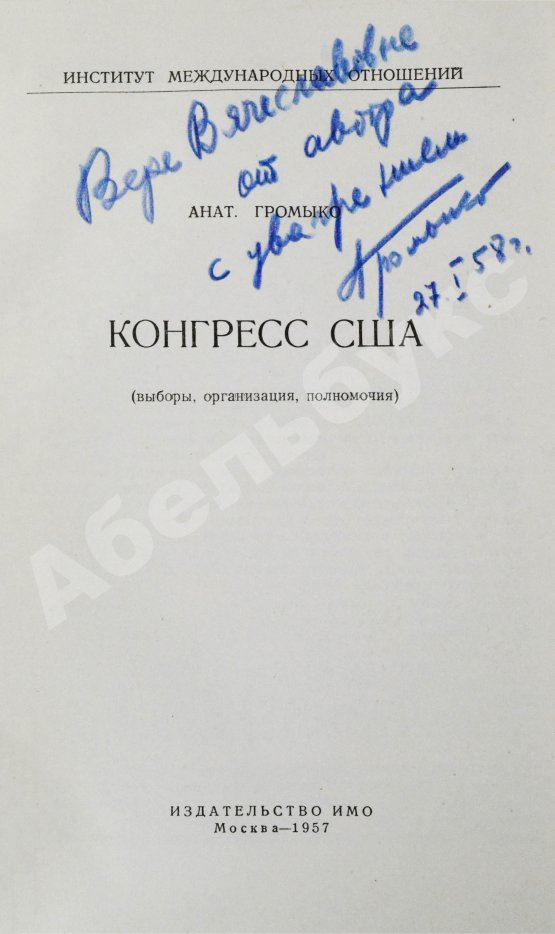 ИНСТИТУТ МЕЖДУНАРОДНЫХ ОТНОШЕНИЙ
Вере Вячеславовне
от автора
с уважением
Громыко
27.I.58 г.
АНАТ. ГРОМЫКО
КОНГРЕСС США
(выборы, организация, полномочия)
Абельбукс
ИЗДАТЕЛЬСТВО ИМО
Москва—1957